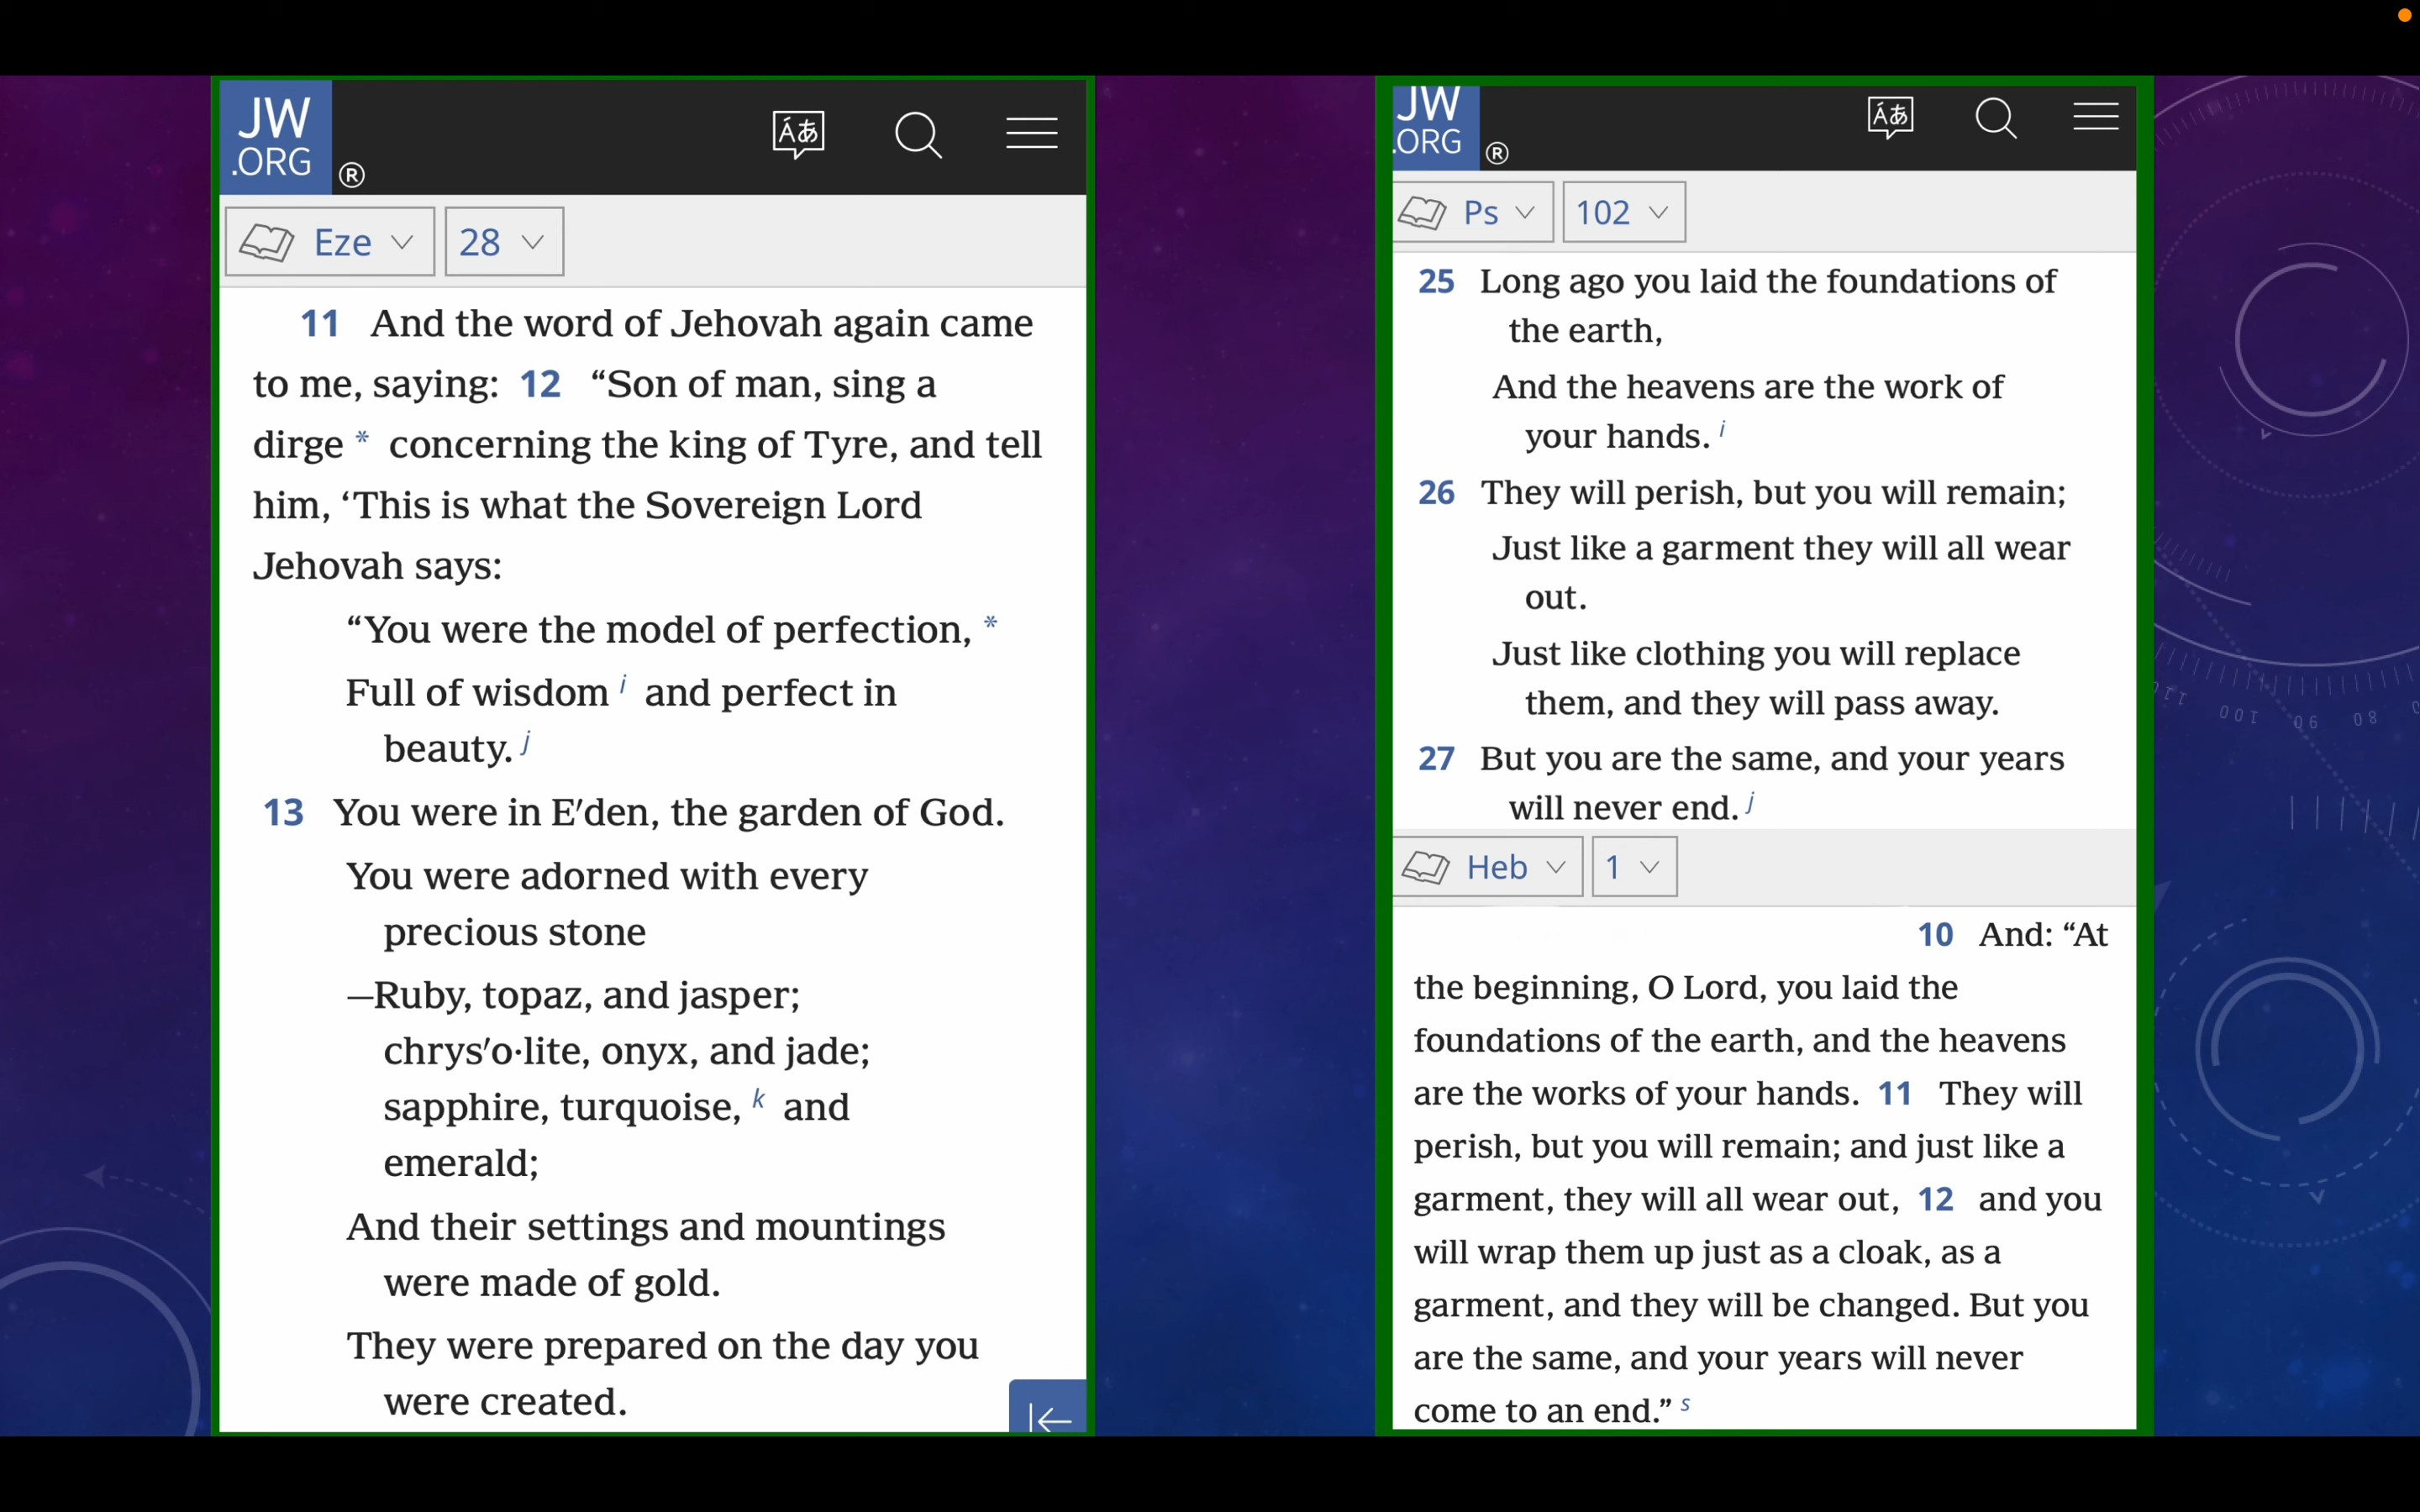 JW
.ORG
®
Áあ
Eze
28
11 And the word of Jehovah again came
to me, saying: 12 “Son of man, sing a
dirge * concerning the king of Tyre, and tell
him, ‘This is what the Sovereign Lord
Jehovah says:
“You were the model of perfection, *
Full of wisdom i and perfect in
beauty. j
13 You were in Eʹden, the garden of God.
You were adorned with every
precious stone
—Ruby, topaz, and jasper;
chrysʹo·lite, onyx, and jade;
sapphire, turquoise, k and
emerald;
And their settings and mountings
were made of gold.
They were prepared on the day you
were created.
JW
.ORG
®
Áあ
Ps
102
25 Long ago you laid the foundations of
the earth,
And the heavens are the work of
your hands. i
26 They will perish, but you will remain;
Just like a garment they will all wear
out.
Just like clothing you will replace
them, and they will pass away.
27 But you are the same, and your years
will never end. j
Heb
1
10 And: “At
the beginning, O Lord, you laid the
foundations of the earth, and the heavens
are the works of your hands. 11 They will
perish, but you will remain; and just like a
garment, they will all wear out, 12 and you
will wrap them up just as a cloak, as a
garment, and they will be changed. But you
are the same, and your years will never
come to an end.” s
100 90 80